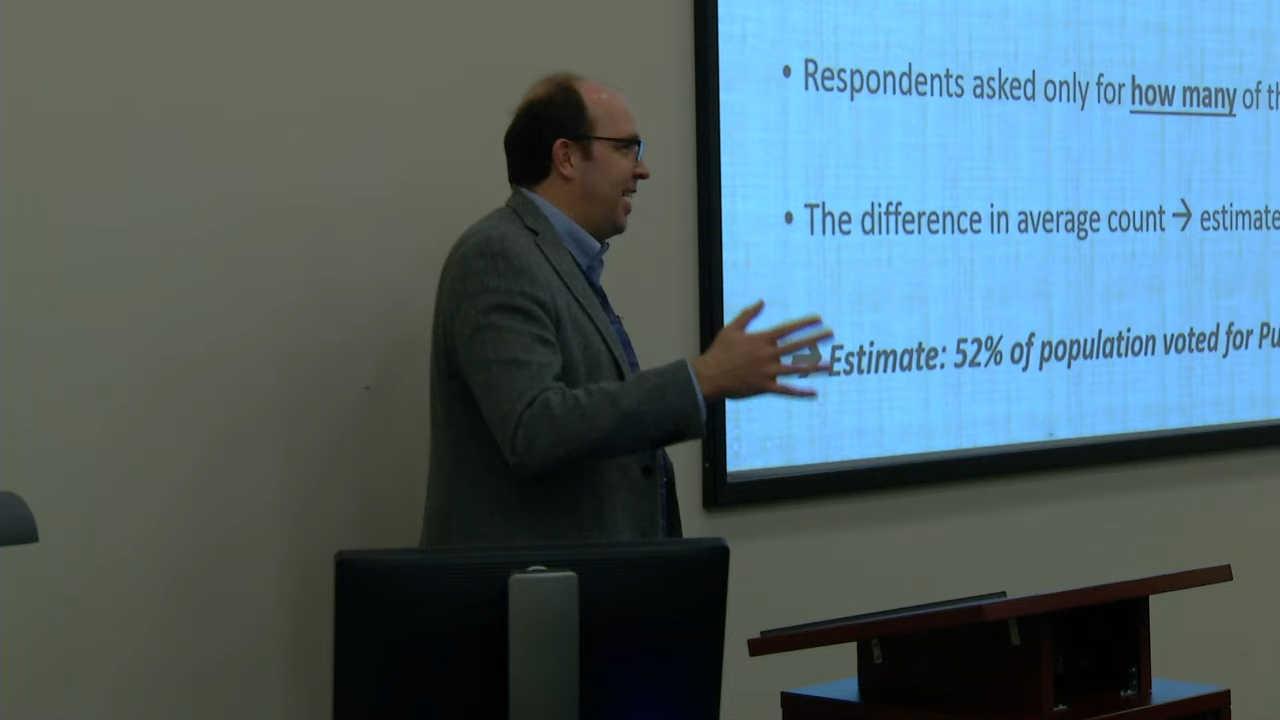 • Respondents asked only for how many of th
• The difference in average count → estimate
Estimate: 52% of population voted for Pu